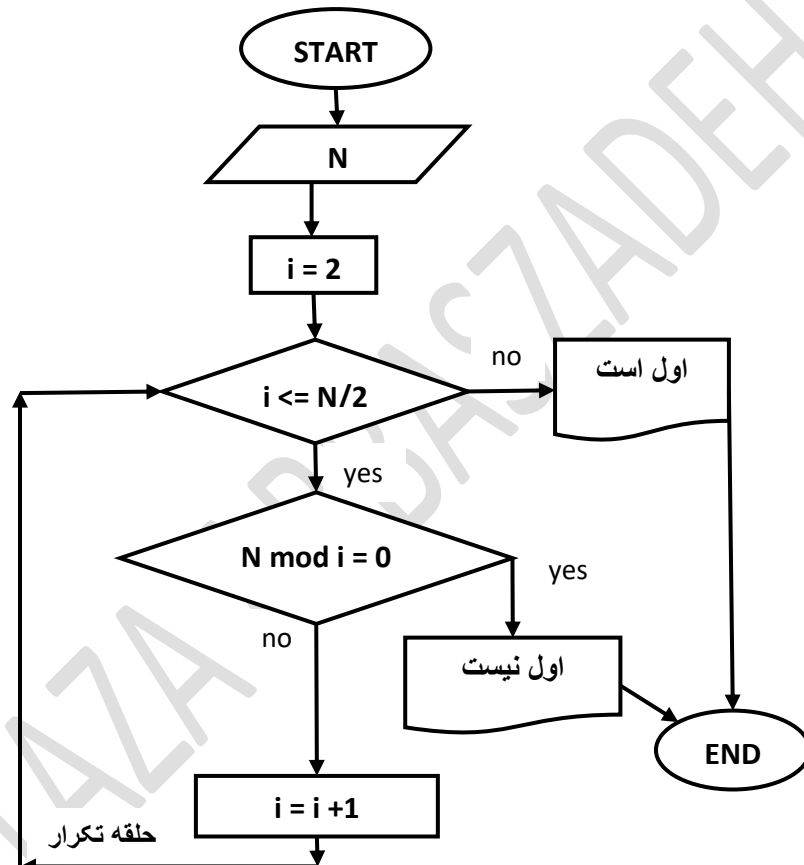 START
N
i = 2
i <= N/2
no
اول است
yes
N mod i = 0
yes
no
اول نیست
END
i = i +1
حلقه تکرار